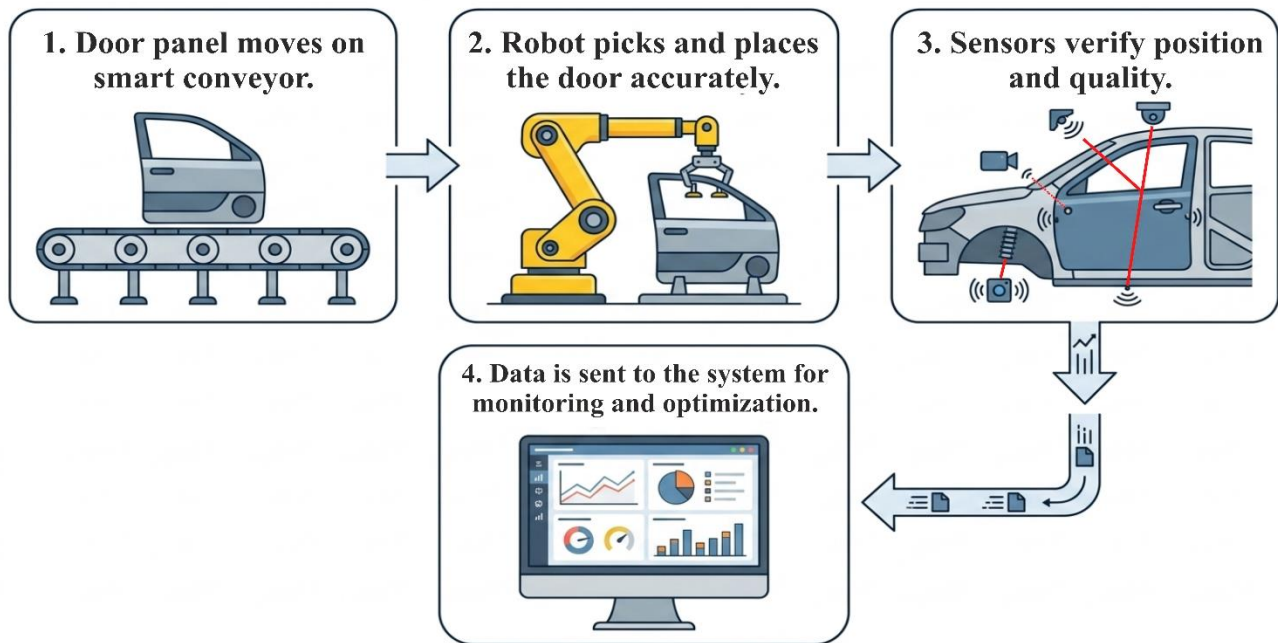 1. Door panel moves on
smart conveyor.
2. Robot picks and places
the door accurately.
3. Sensors verify position
and quality.
4. Data is sent to the system for
monitoring and optimization.